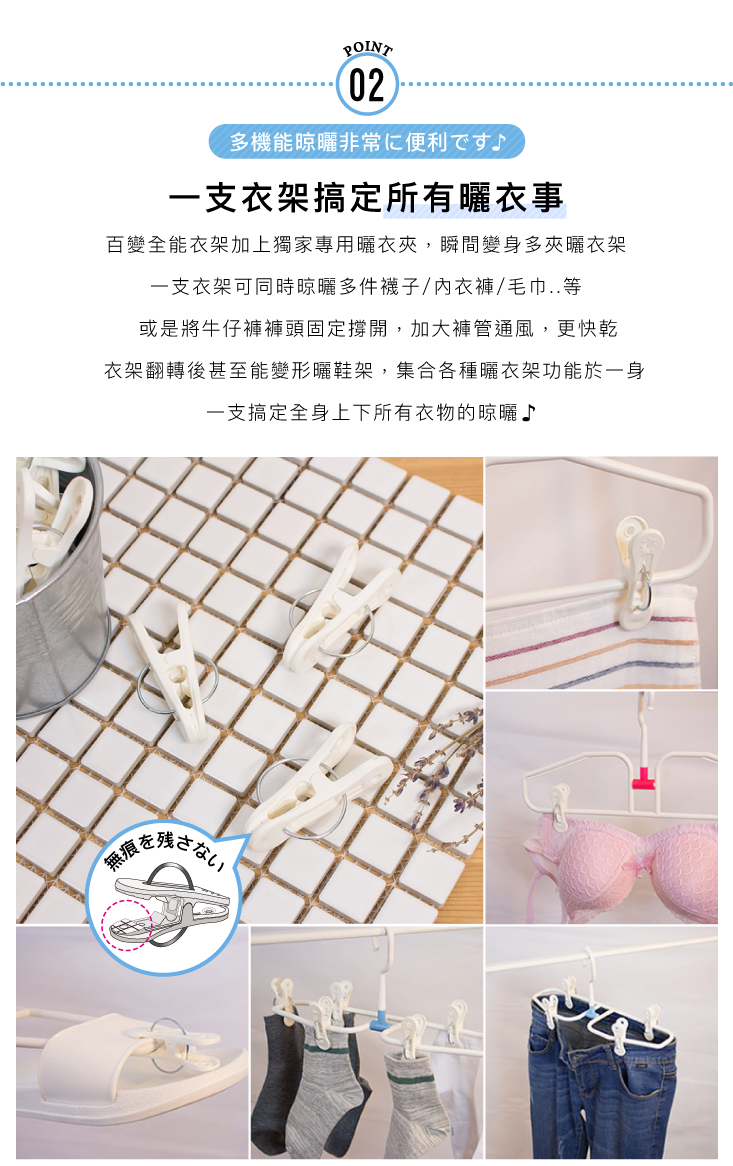 POINT
02
多機能晾曬非常に便利です♪
一支衣架搞定所有曬衣事
百變全能衣架加上獨家專用曬衣夾，瞬間變身多夾曬衣架
一支衣架可同時晾曬多件襪子/內衣褲/毛巾..等
或是將牛仔褲褲頭固定撐開，加大褲管通風，更快乾
衣架翻轉後甚至能變形曬鞋架，集合各種曬衣架功能於一身
一支搞定全身上下所有衣物的晾曬♪
無痕を残さない